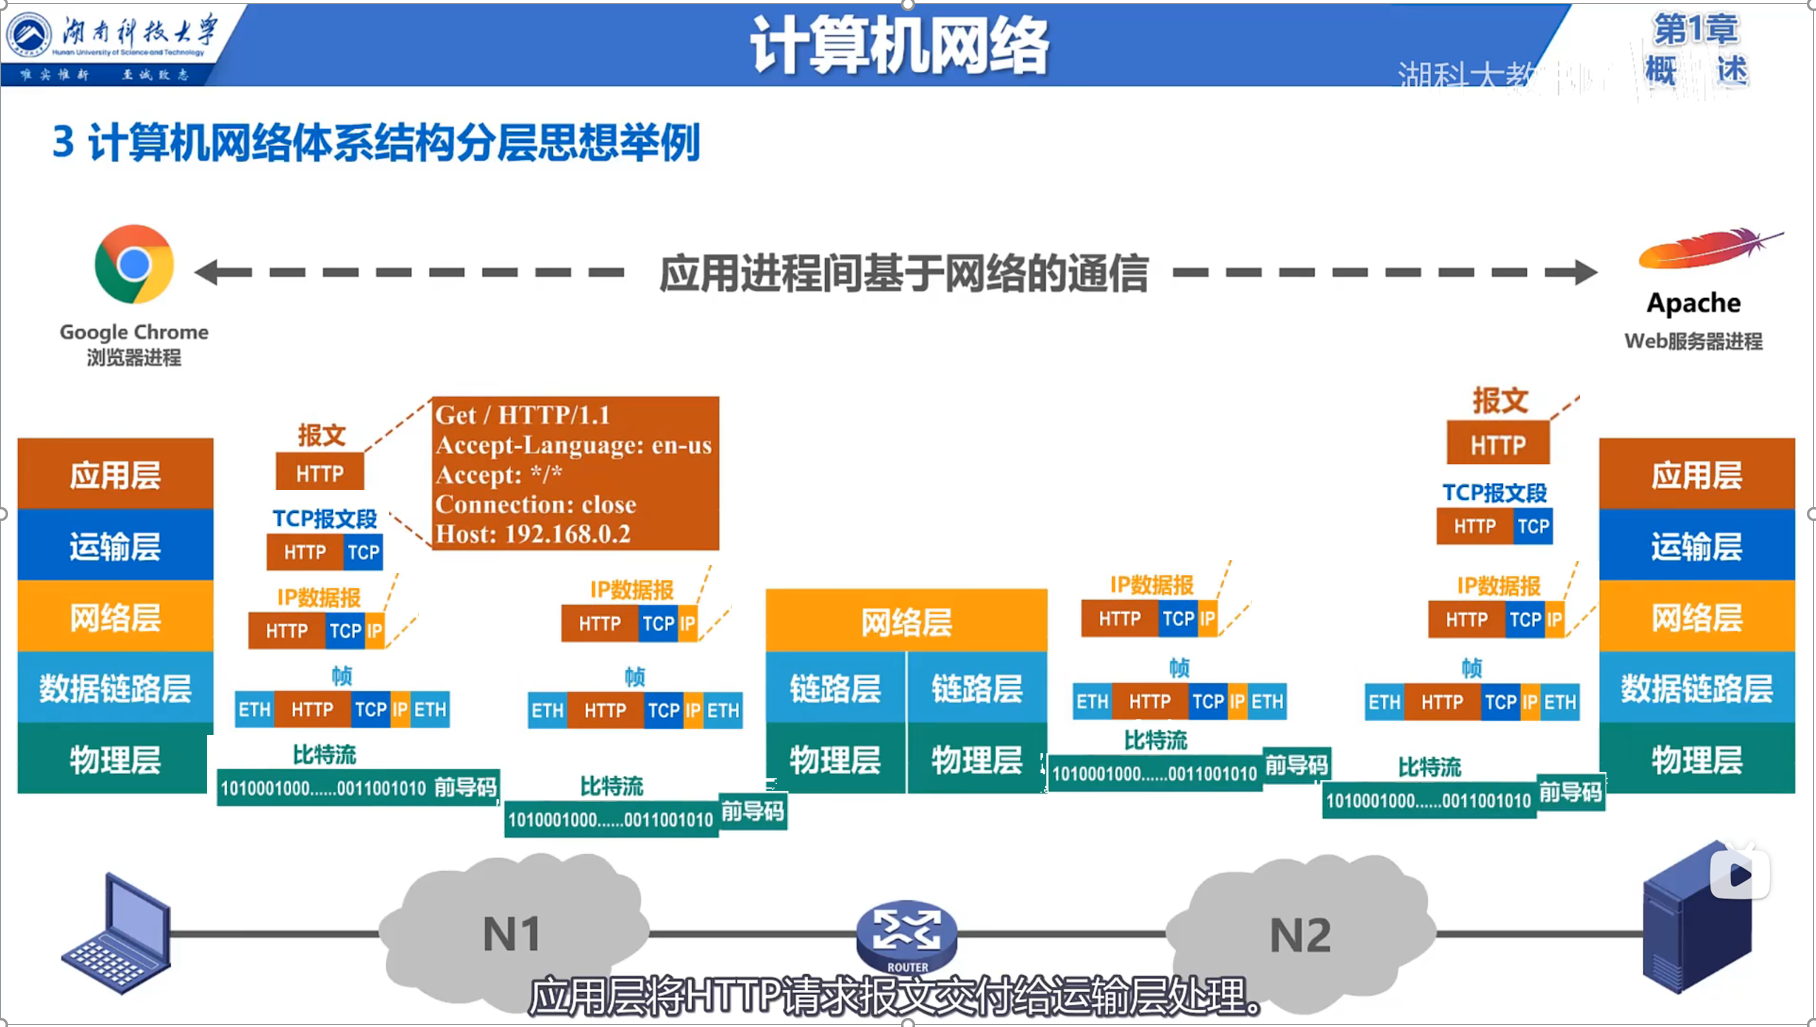 湖南科技大学
Hunan University of Science and Technology
唯实惟新 至诚致志
计算机网络
第1章
概 述
湖科大教
3 计算机网络体系结构分层思想举例
应用进程间基于网络的通信
Google Chrome
浏览器进程
Apache
Web服务器进程
应用层
运输层
网络层
数据链路层
物理层
报文
HTTP
TCP报文段
HTTP TCP
IP数据报
HTTP TCP IP
帧
ETH HTTP TCP IP ETH
比特流
1010001000......0011001010 前导码
Get / HTTP/1.1
Accept-Language: en-us
Accept: */*
Connection: close
Host: 192.168.0.2
IP数据报
HTTP TCP IP
帧
ETH HTTP TCP IP ETH
比特流
1010001000......0011001010 前导码
网络层
链路层 链路层
物理层 物理层
IP数据报
HTTP TCP IP
帧
ETH HTTP TCP IP ETH
比特流
1010001000......0011001010 前导码
报文
HTTP
TCP报文段
HTTP TCP
IP数据报
HTTP TCP IP
帧
ETH HTTP TCP IP ETH
比特流
1010001000......0011001010 前导码
应用层
运输层
网络层
数据链路层
物理层
N1
ROUTER
N2
应用层将HTTP请求报文交付给运输层处理。